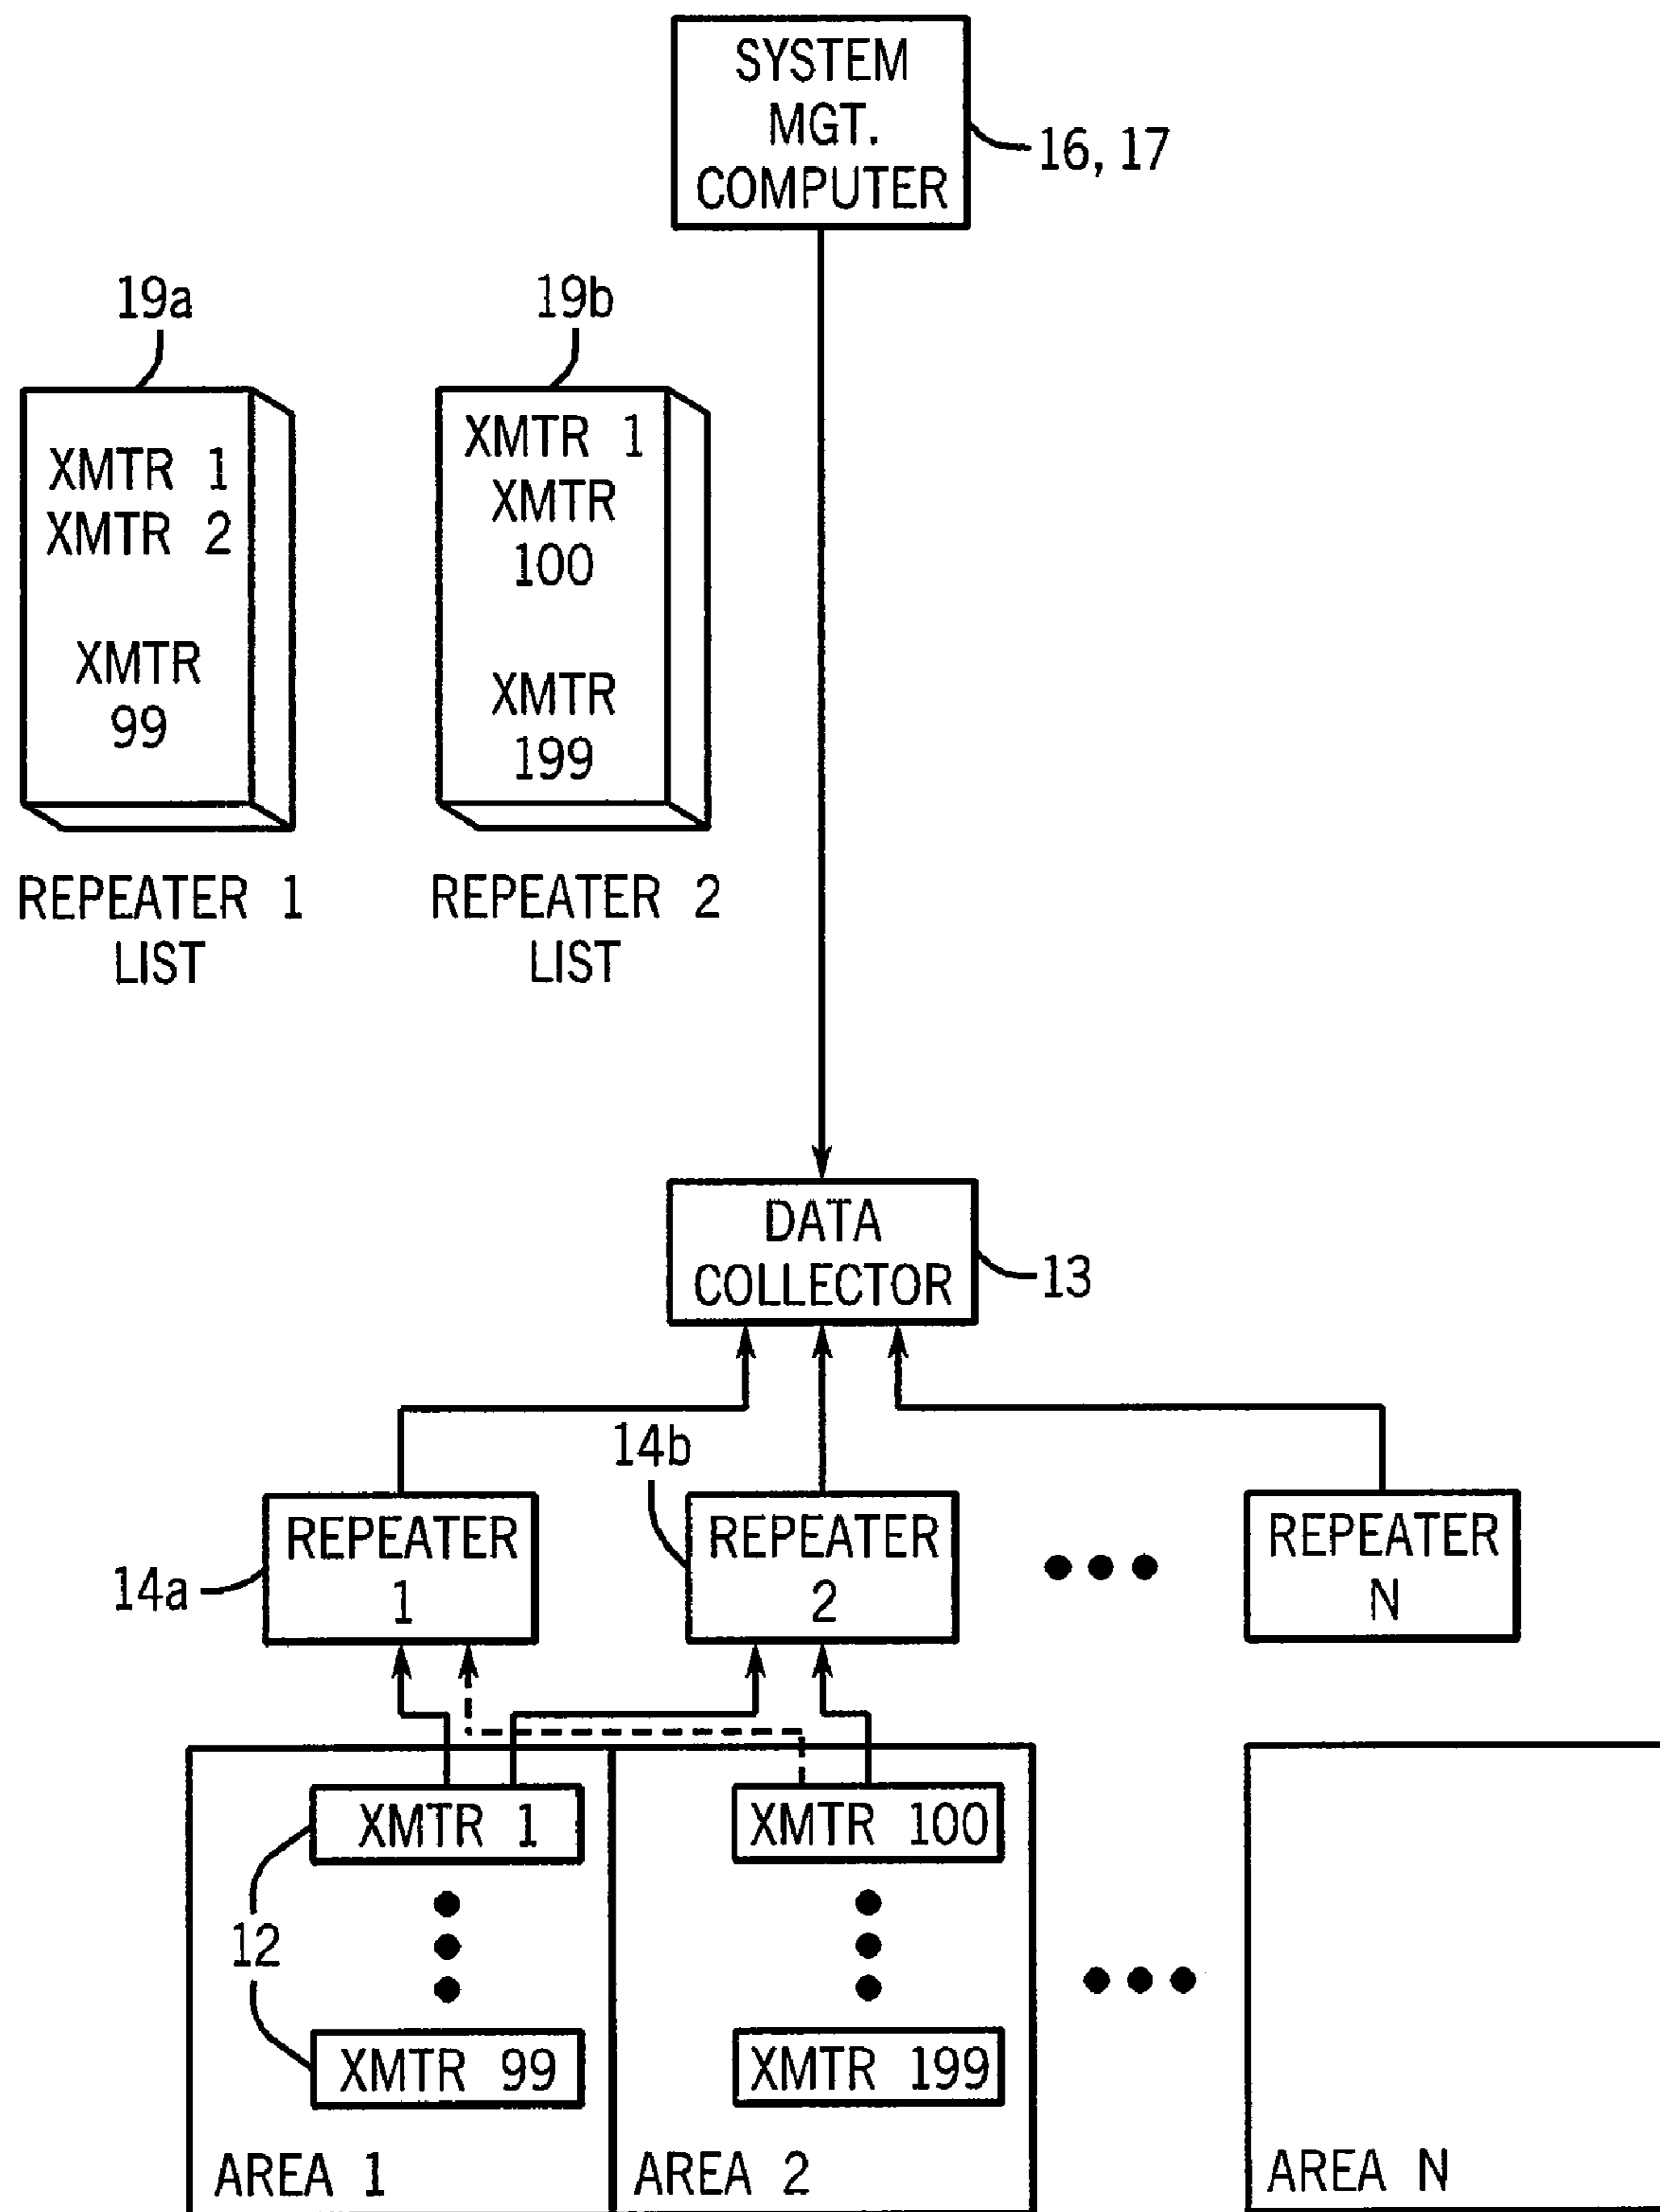 SYSTEM
MGT.
COMPUTER
16, 17
19a
19b
XMTR 1
XMTR 2
XMTR
99
XMTR 1
XMTR
100
XMTR
199
REPEATER 1
LIST
REPEATER 2
LIST
DATA
COLLECTOR
13
14b
14a
REPEATER
1
REPEATER
2
REPEATER
N
XMTR 1
XMTR 100
12
XMTR 99
XMTR 199
AREA 1
AREA 2
AREA N